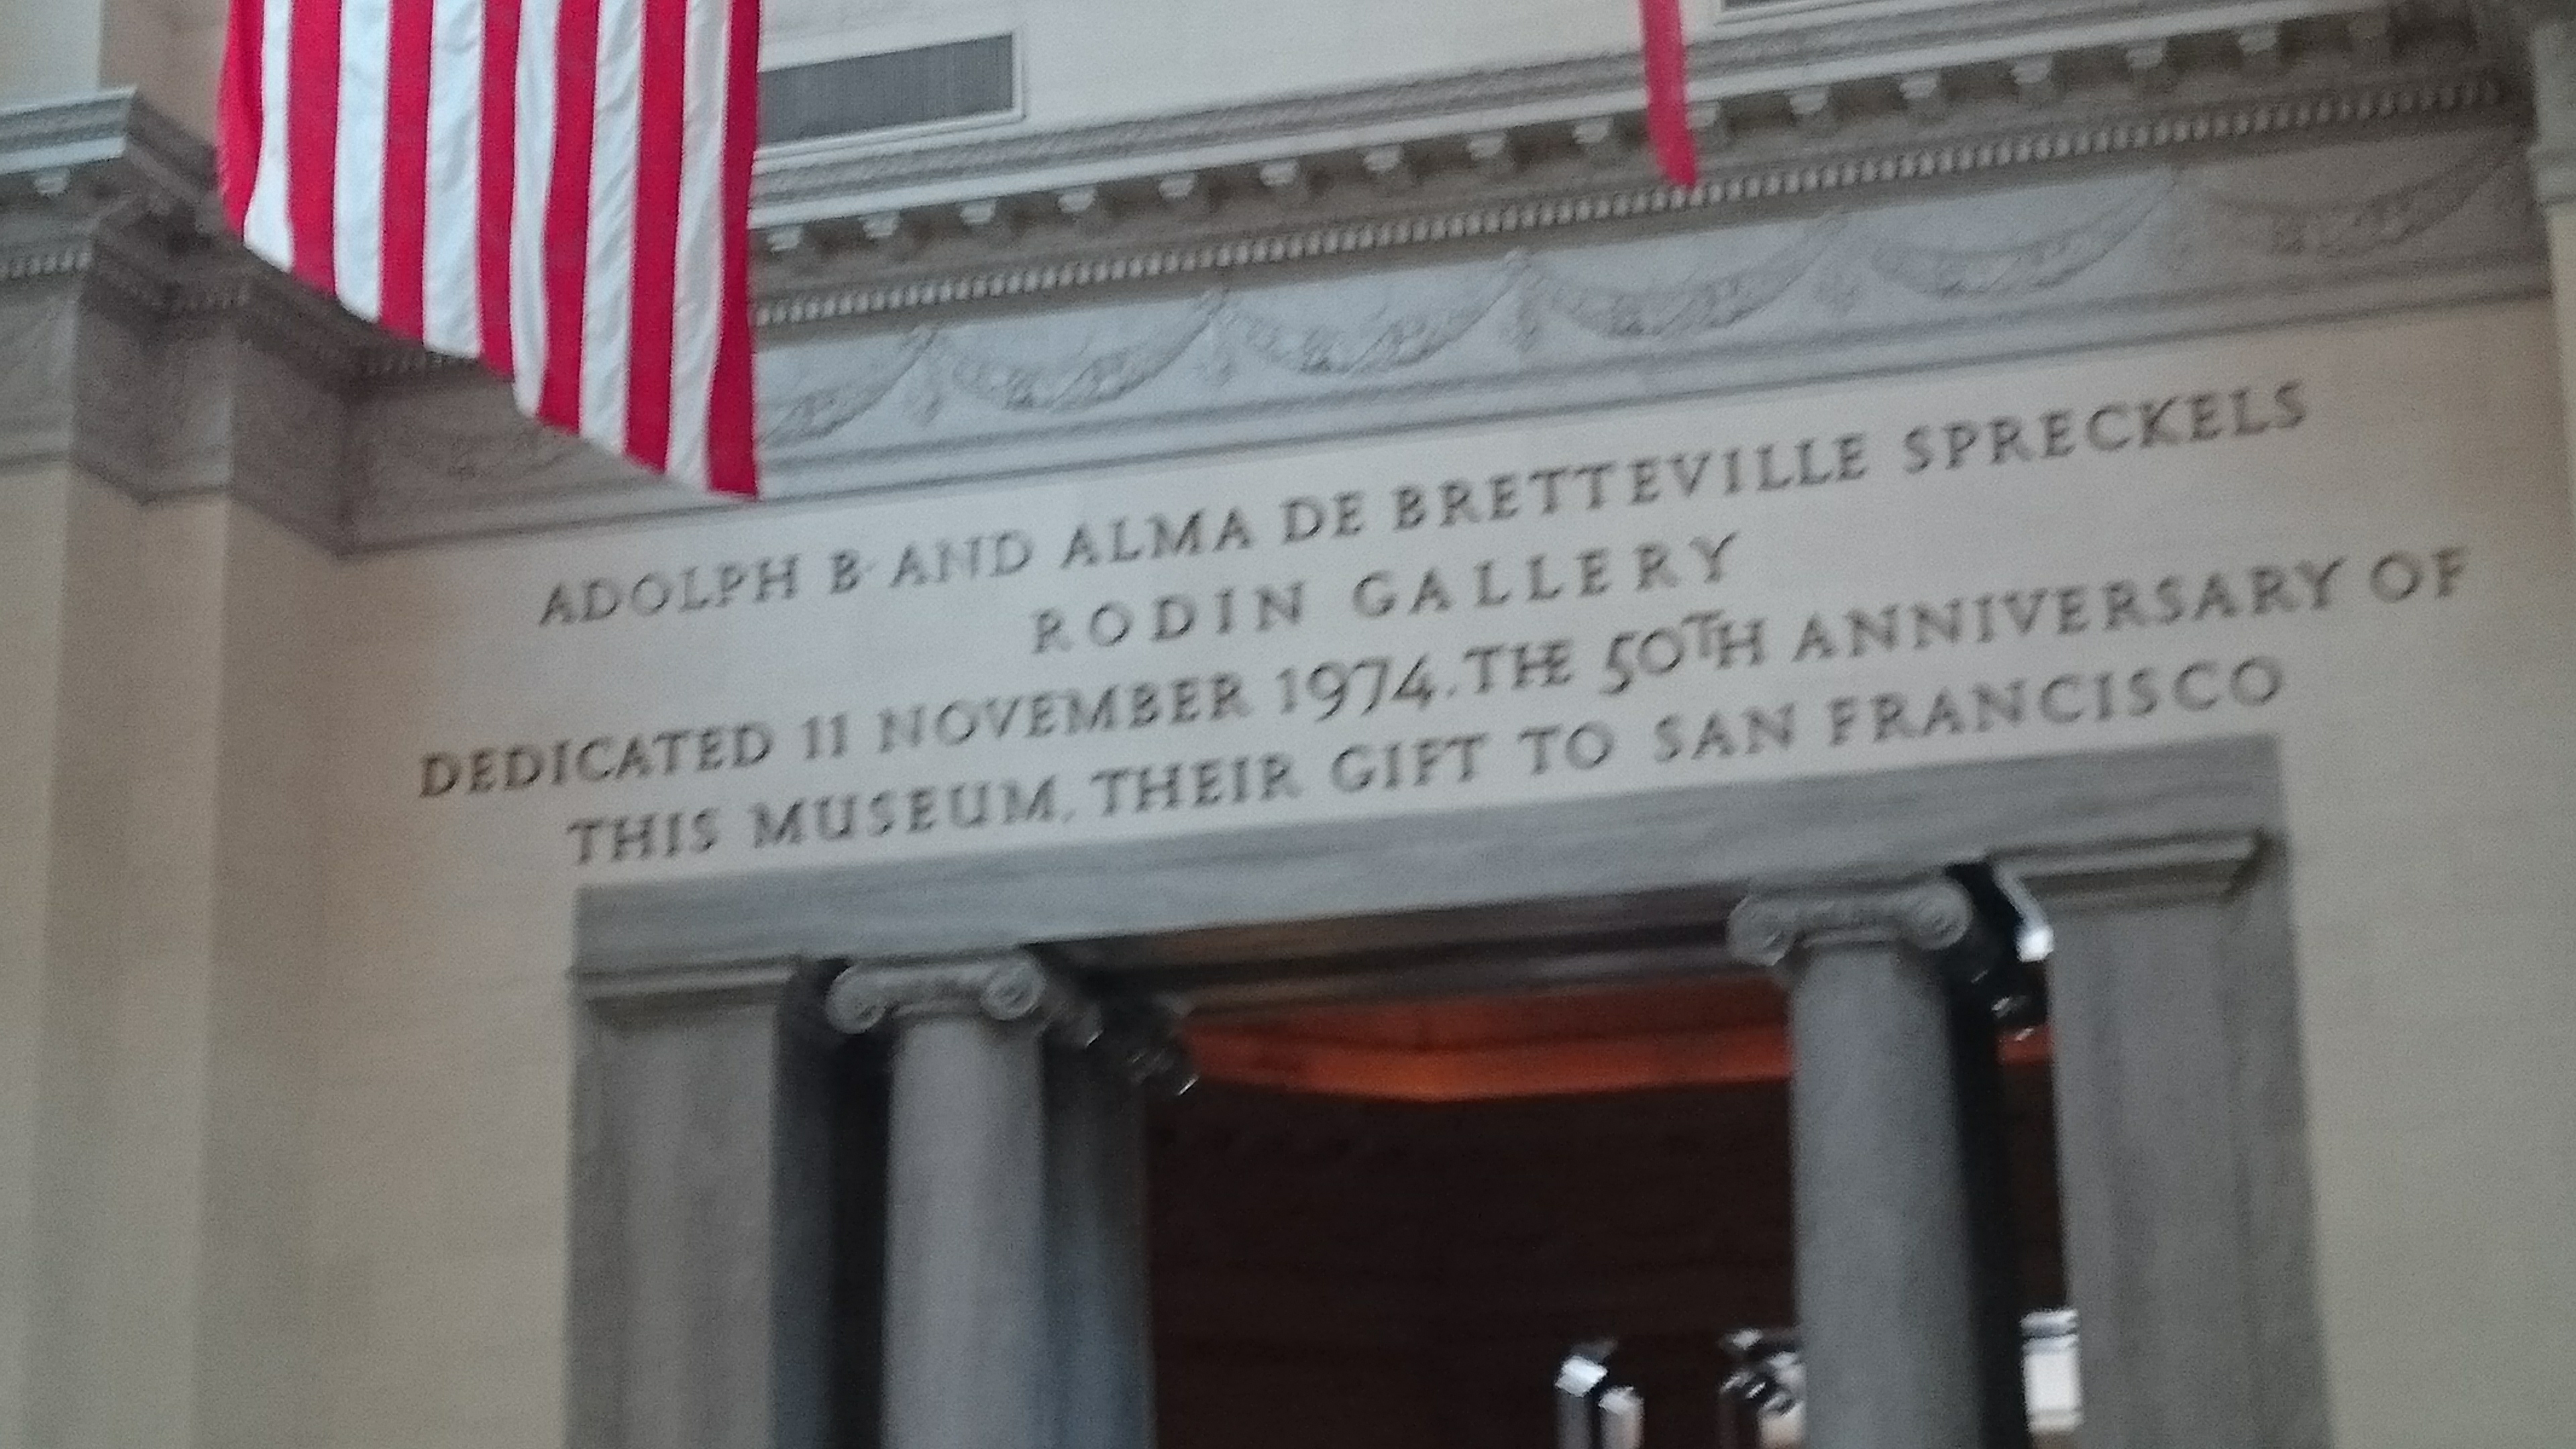 ADOLPH B· AND ALMA DE BRETTEVILLE SPRECKELS
RODIN GALLERY
DEDICATED 11 NOVEMBER 1974. THE 50TH ANNIVERSARY OF
THIS MUSEUM, THEIR GIFT TO SAN FRANCISCO